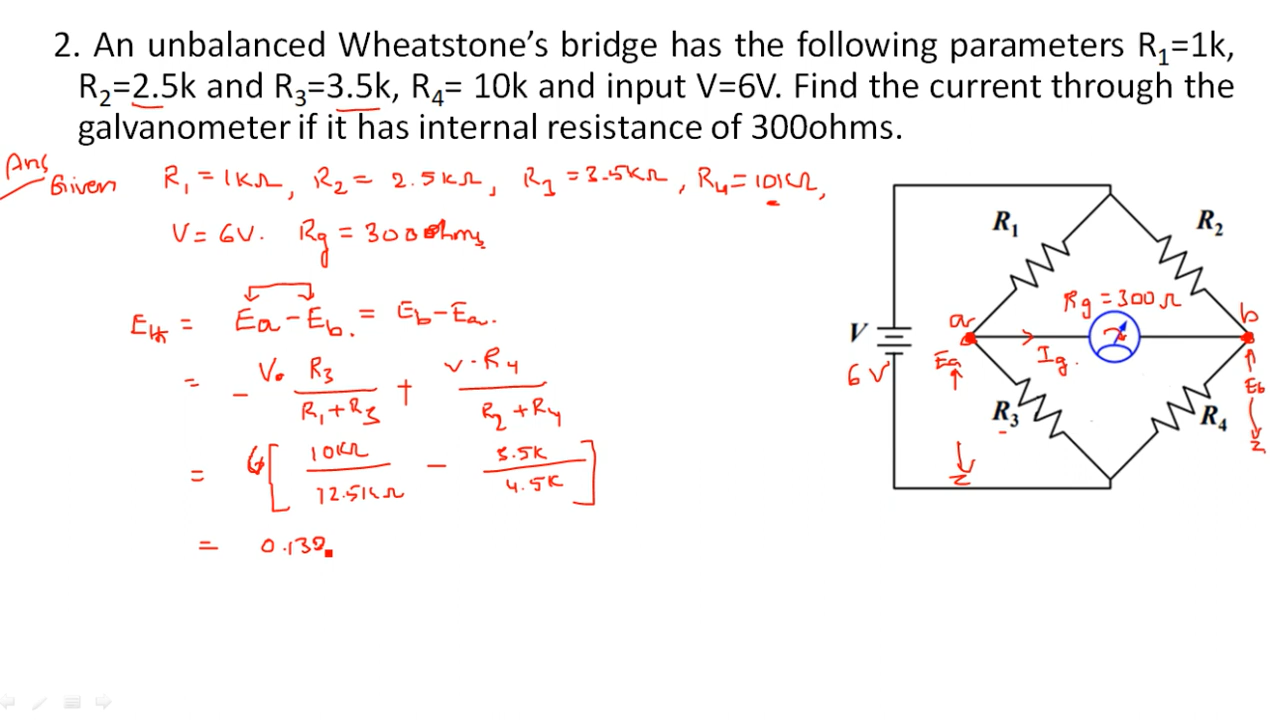 2. An unbalanced Wheatstone's bridge has the following parameters R₁=1k,
R₂=2.5k and R₃=3.5k, R₄= 10k and input V=6V. Find the current through the
galvanometer if it has internal resistance of 300ohms.
Ans
Given R₁ = 1KΩ, R₂ = 2.5KΩ, R₃ = 3.5KΩ, R₄ = 10KΩ,
V = 6V. Rg = 300 ohms
Eth = Ea - Eb. = Eb - Ea.
= - V. R₃ / R₁ + R₃ + V. R₄ / R₂ + R₄
= 6 [ 10KΩ / 12.5KΩ - 3.5K / 4.5K ]
= 0.132
R₁
R₂
Rg = 300Ω
a
b
V
6V
Ea
Ig.
Eb
R₃
R₄